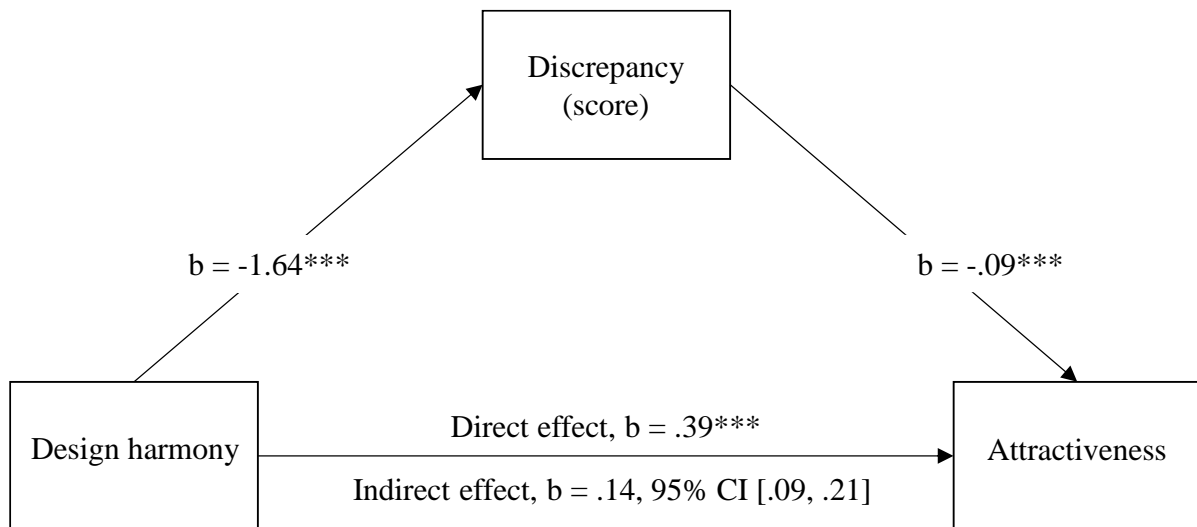 Discrepancy
(score)
b = -1.64***
b = -.09***
Design harmony
Direct effect, b = .39***
Indirect effect, b = .14, 95% CI [.09, .21]
Attractiveness